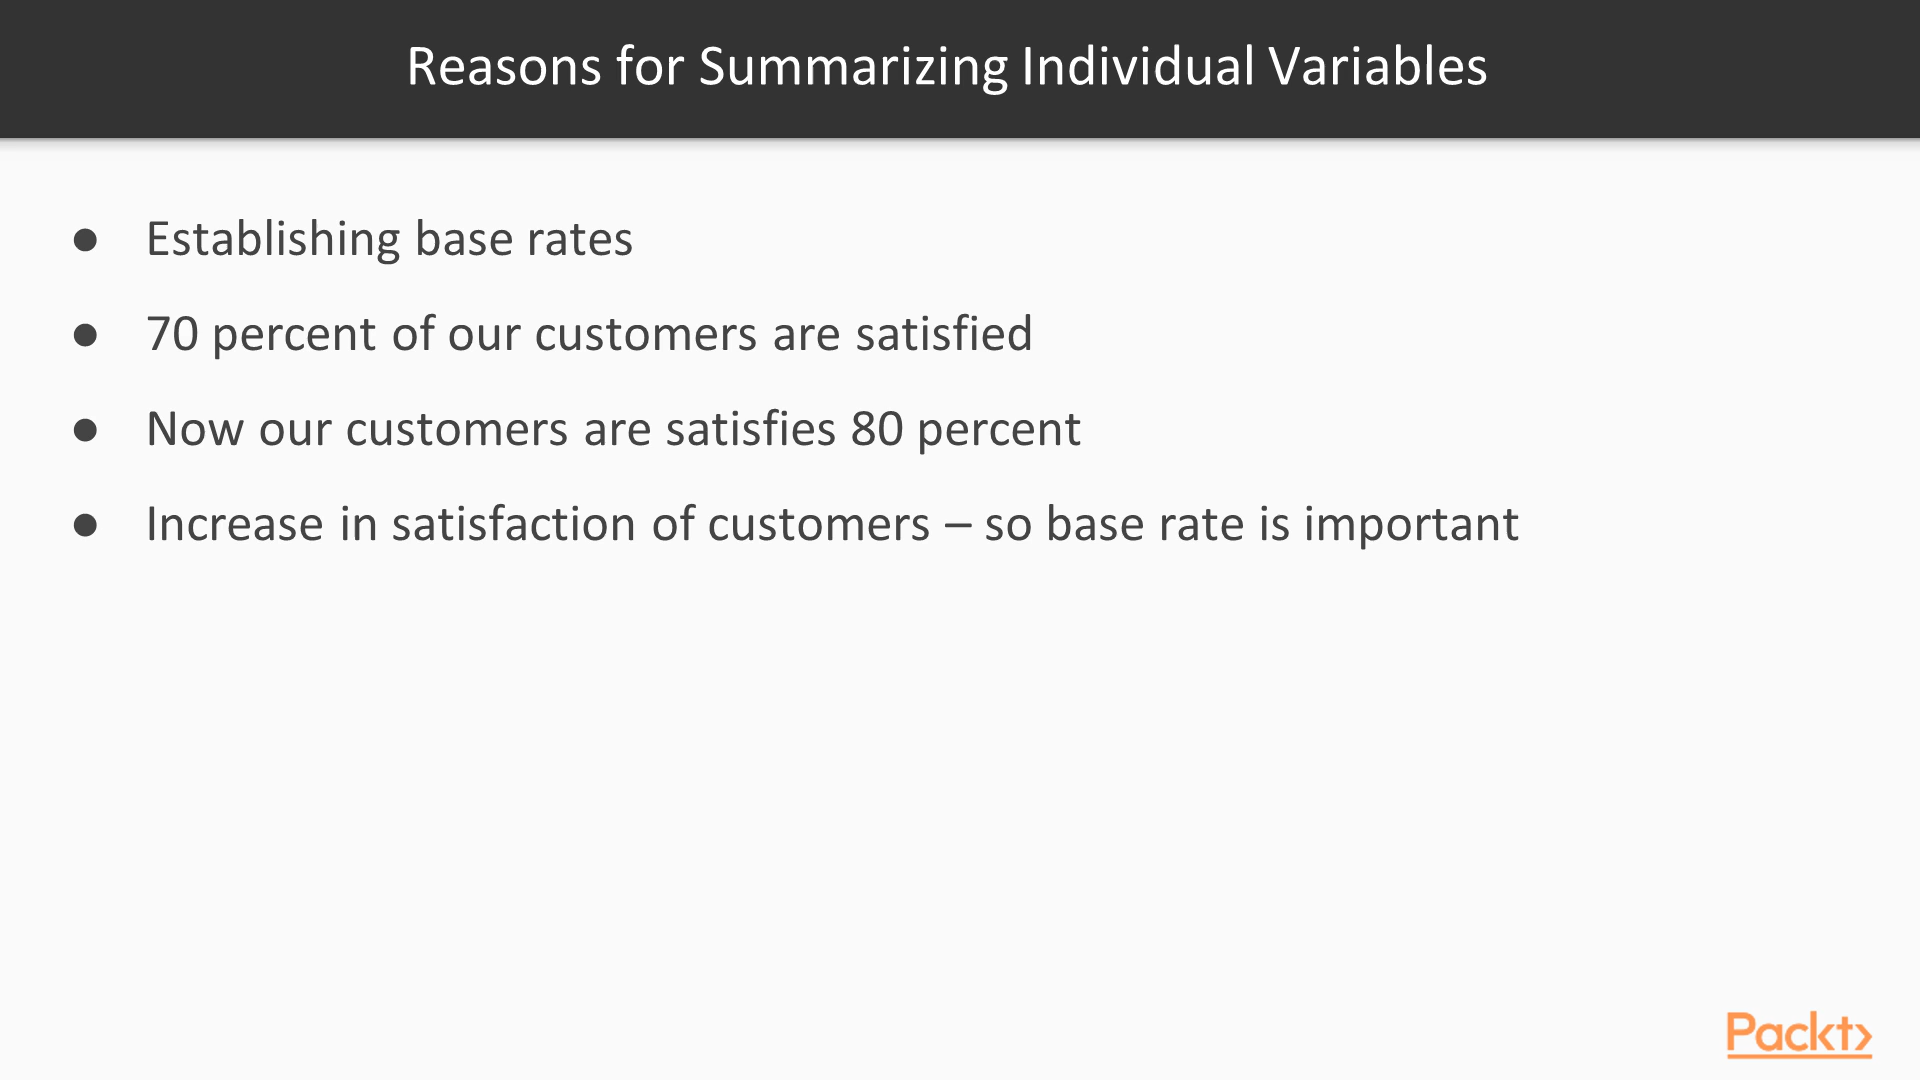 Reasons for Summarizing Individual Variables
● Establishing base rates
● 70 percent of our customers are satisfied
● Now our customers are satisfies 80 percent
● Increase in satisfaction of customers – so base rate is important
Packt>